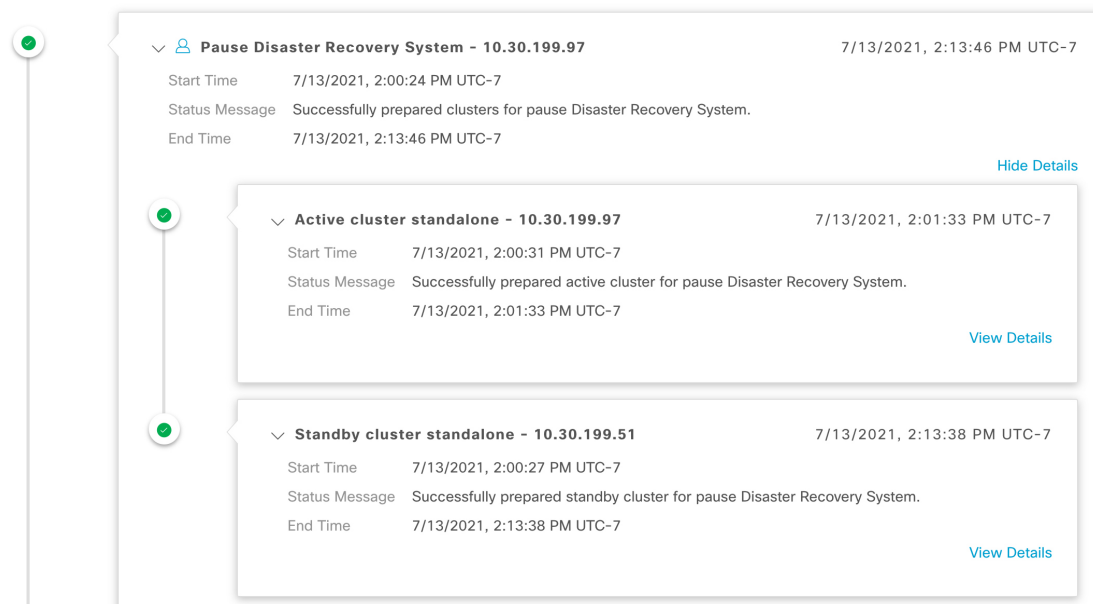 Pause Disaster Recovery System - 10.30.199.97 7/13/2021, 2:13:46 PM UTC-7
Start Time 7/13/2021, 2:00:24 PM UTC-7
Status Message Successfully prepared clusters for pause Disaster Recovery System.
End Time 7/13/2021, 2:13:46 PM UTC-7
Hide Details
Active cluster standalone - 10.30.199.97 7/13/2021, 2:01:33 PM UTC-7
Start Time 7/13/2021, 2:00:31 PM UTC-7
Status Message Successfully prepared active cluster for pause Disaster Recovery System.
End Time 7/13/2021, 2:01:33 PM UTC-7
View Details
Standby cluster standalone - 10.30.199.51 7/13/2021, 2:13:38 PM UTC-7
Start Time 7/13/2021, 2:00:27 PM UTC-7
Status Message Successfully prepared standby cluster for pause Disaster Recovery System.
End Time 7/13/2021, 2:13:38 PM UTC-7
View Details